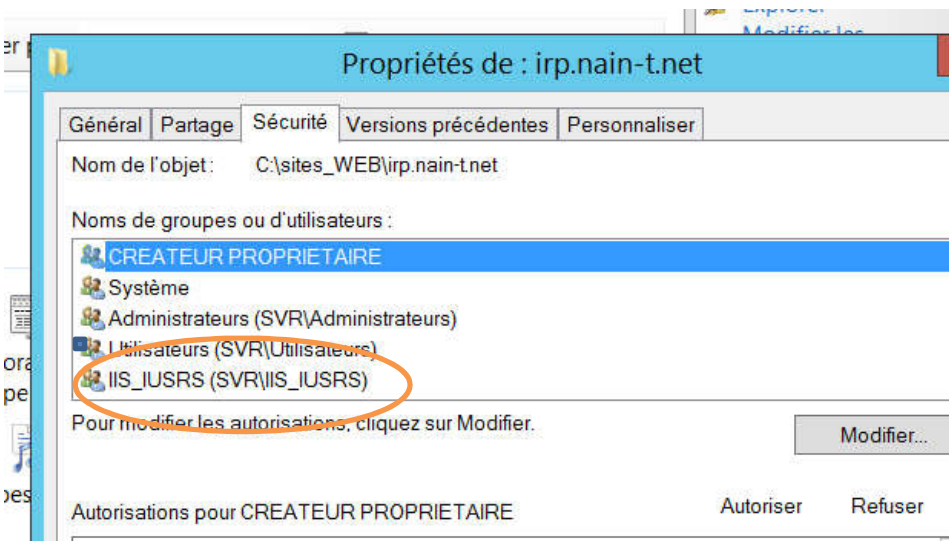 Propriétés de : irp.nain-t.net
Général Partage Sécurité Versions précédentes Personnaliser
Nom de l'objet : C:\sites_WEB\irp.nain-t.net
Noms de groupes ou d'utilisateurs :
CREATEUR PROPRIETAIRE
Système
Administrateurs (SVR\Administrateurs)
Utilisateurs (SVR\Utilisateurs)
IIS_IUSRS (SVR\IIS_IUSRS)
Pour modifier les autorisations, cliquez sur Modifier.
Modifier...
Autorisations pour CREATEUR PROPRIETAIRE Autoriser Refuser